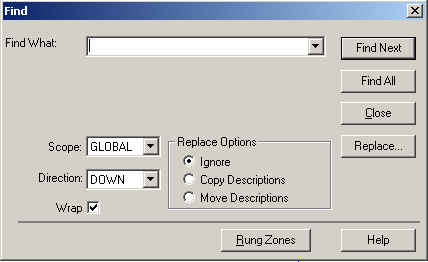 Find
Find What:
Find Next
Find All
Close
Scope: GLOBAL
Replace Options
Replace...
Ignore
Direction: DOWN
Copy Descriptions
Move Descriptions
Wrap
Rung Zones
Help